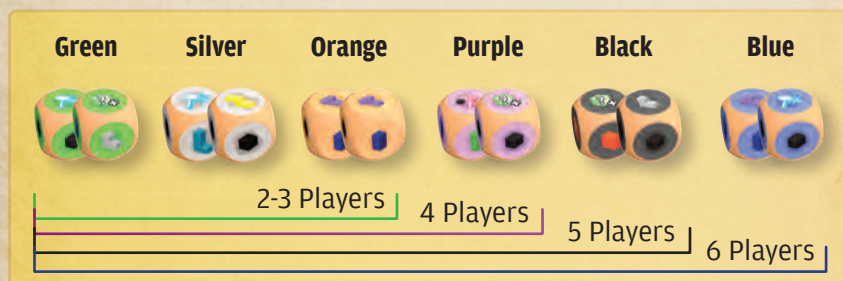 Green Silver Orange Purple Black Blue
2-3 Players
4 Players
5 Players
6 Players